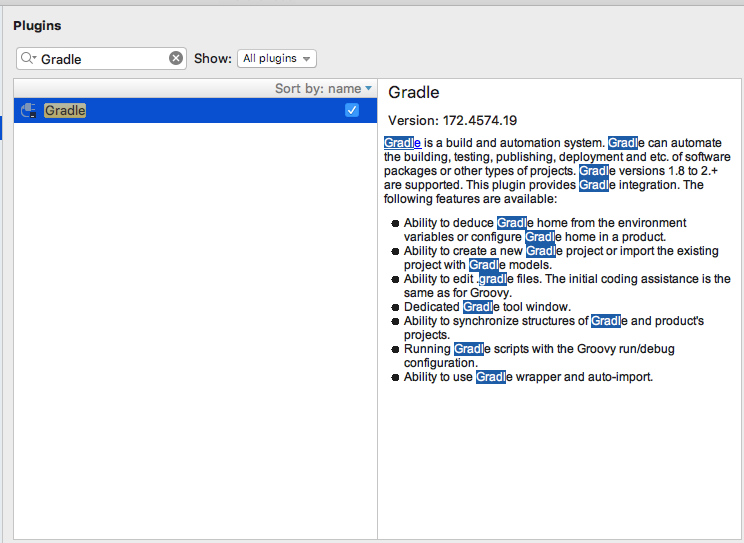 Plugins
Gradle
Show:
All plugins
Sort by: name
Gradle
Gradle
Version: 172.4574.19
Gradle is a build and automation system. Gradle can automate
the building, testing, publishing, deployment and etc. of software
packages or other types of projects. Gradle versions 1.8 to 2.+
are supported. This plugin provides Gradle integration. The
following features are available:
Ability to deduce Gradle home from the environment
variables or configure Gradle home in a product.
Ability to create a new Gradle project or import the existing
project with Gradle models.
Ability to edit .gradle files. The initial coding assistance is the
same as for Groovy.
Dedicated Gradle tool window.
Ability to synchronize structures of Gradle and product's
projects.
Running Gradle scripts with the Groovy run/debug
configuration.
Ability to use Gradle wrapper and auto-import.